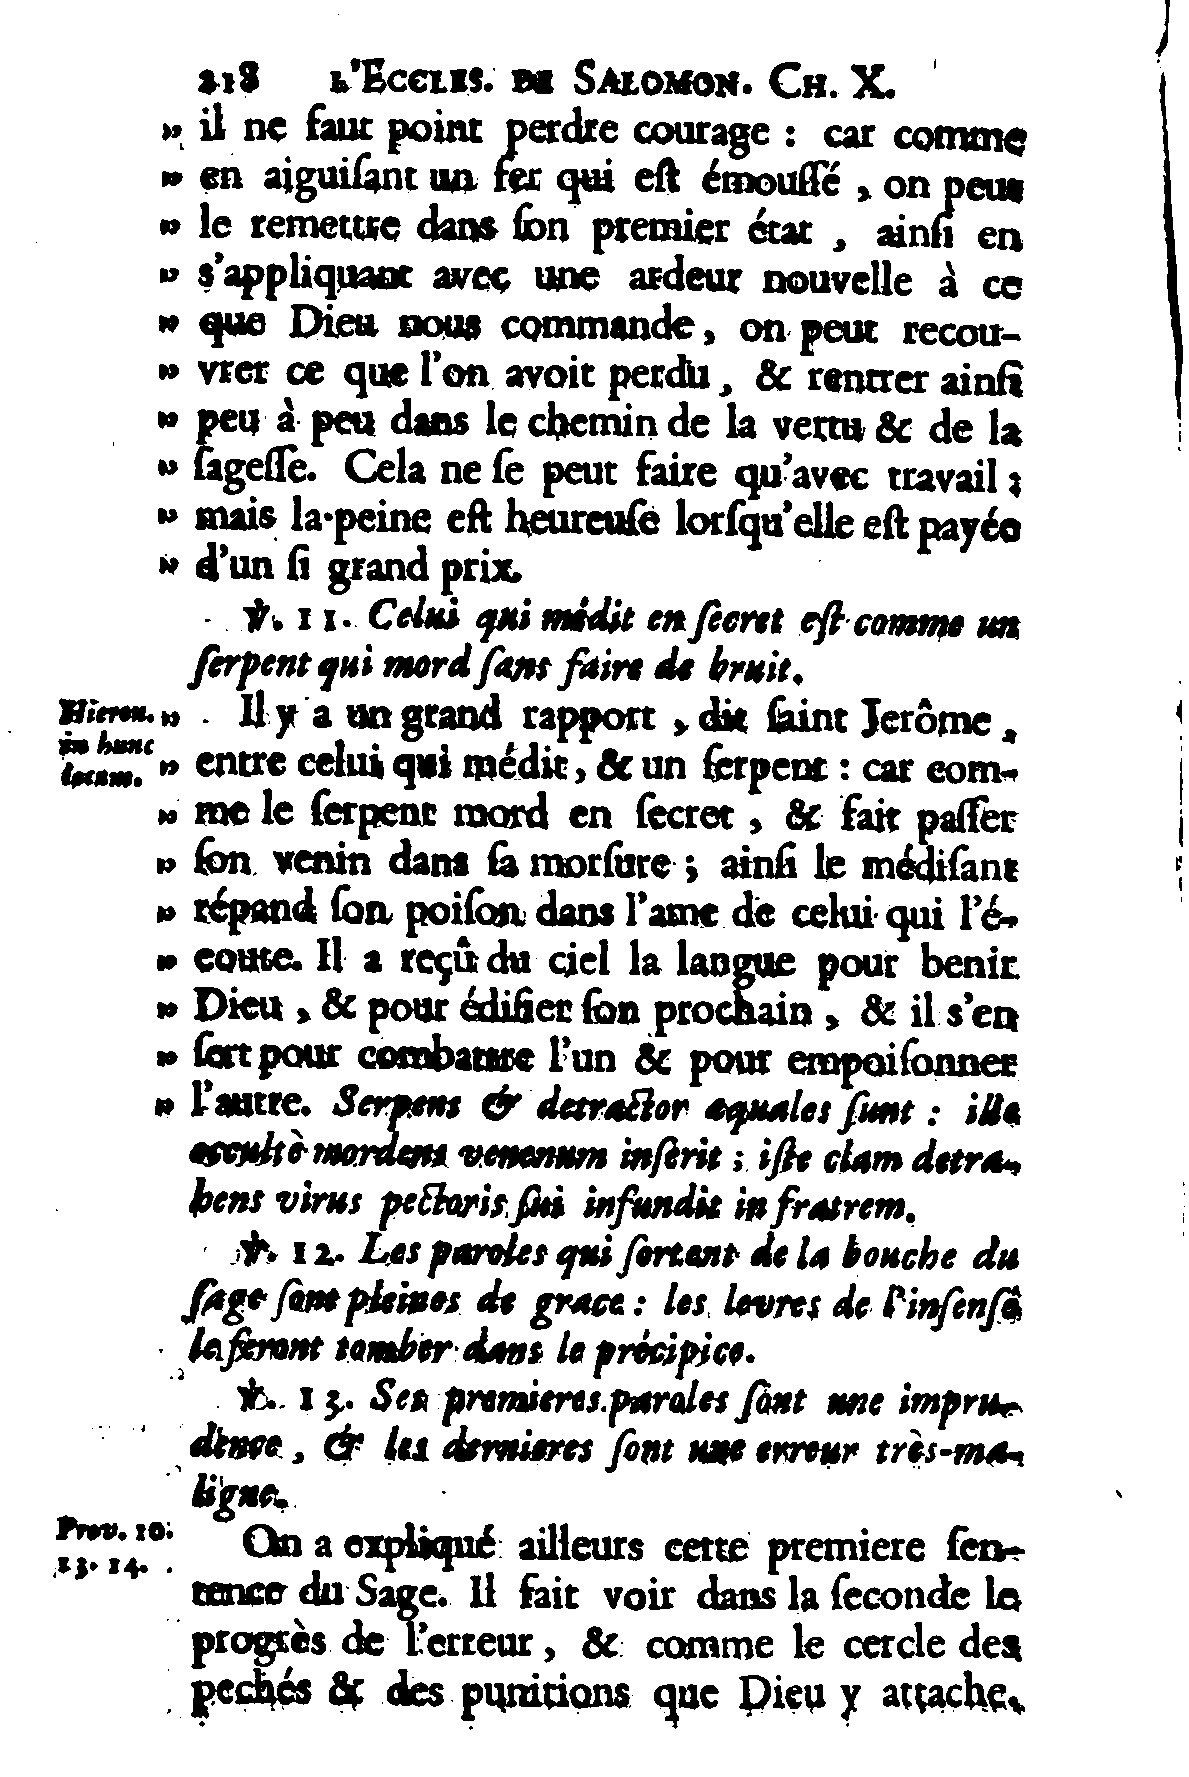 218 L'ECCLES. DE SALOMON. CH. X.
„ il ne faut point perdre courage : car comme
„ en aiguiſant un fer qui eſt émouſſé , on peut
„ le remettre dans ſon premier état , ainſi en
„ s'appliquant avec une ardeur nouvelle à ce
„ que Dieu nous commande, on peut recou-
„ vrer ce que l'on avoit perdu, & rentrer ainſi
„ peu à peu dans le chemin de la vertu & de la
„ ſageſſe. Cela ne ſe peut faire qu'avec travail ;
„ mais la peine eſt heureuſe lorſqu'elle eſt payée
„ d'un ſi grand prix.
℣. 11. Celui qui médit en ſecret eſt comme un
ſerpent qui mord ſans faire de bruit.
Hieron. „ Il y a un grand rapport , dit ſaint Jerôme ,
in hunc
locum. „ entre celui qui médit, & un ſerpent : car com-
„ me le ſerpent mord en ſecret , & fait paſſer
„ ſon venin dans ſa morſure ; ainſi le médiſant
„ répand ſon poiſon dans l'ame de celui qui l'é-
„ coute. Il a reçû du ciel la langue pour benir
„ Dieu , & pour édifier ſon prochain , & il s'en
„ ſert pour combattre l'un & pour empoiſonner
„ l'autre. Serpens & detractor æquales ſunt : ille
occultè mordens venenum inſerit ; iſte clam detra-
hens virus pectoris ſui infundit in fratrem.
℣. 12. Les paroles qui ſortent de la bouche du
ſage ſont pleines de grace : les levres de l'inſenſé
le feront tomber dans le précipice.
℣. 13. Ses premieres paroles ſont une impru-
dence , & les dernieres ſont une erreur très-ma-
ligne.
Prov. 10. On a expliqué ailleurs cette premiere ſen-
13. 14. tence du Sage. Il fait voir dans la ſeconde le
progrès de l'erreur , & comme le cercle des
pechés & des punitions que Dieu y attache.